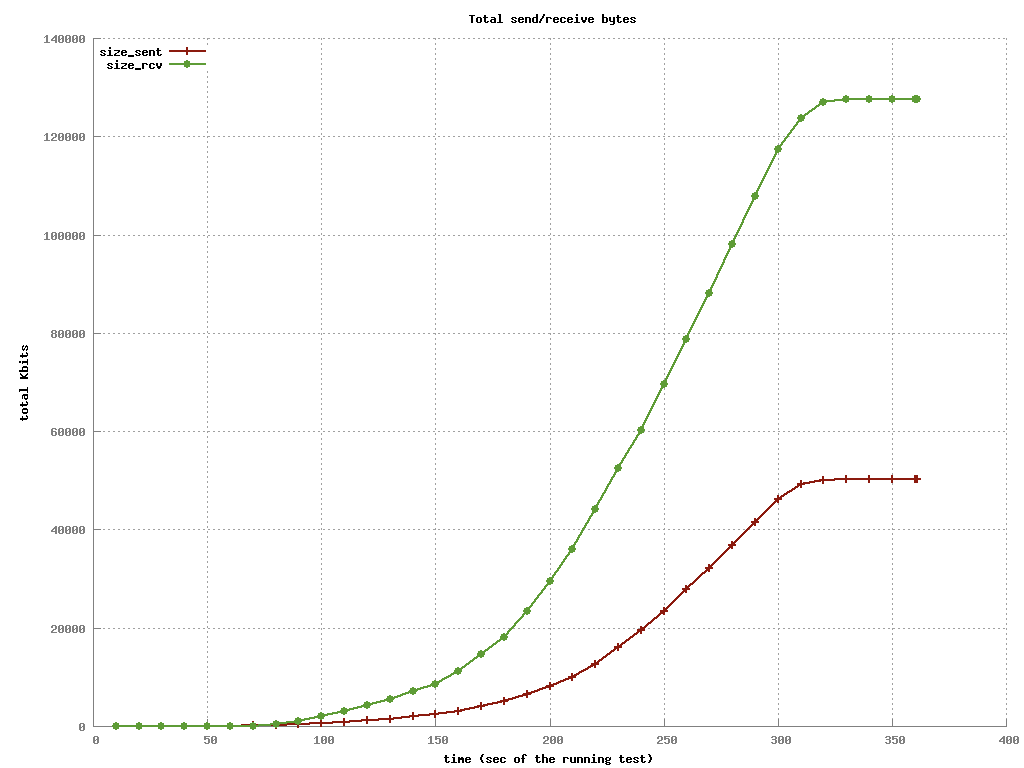 Total send/receive bytes
140000
120000
100000
80000
60000
40000
20000
0
size_sent
size_rcv
total Kbits
0 50 100 150 200 250 300 350 400
time (sec of the running test)